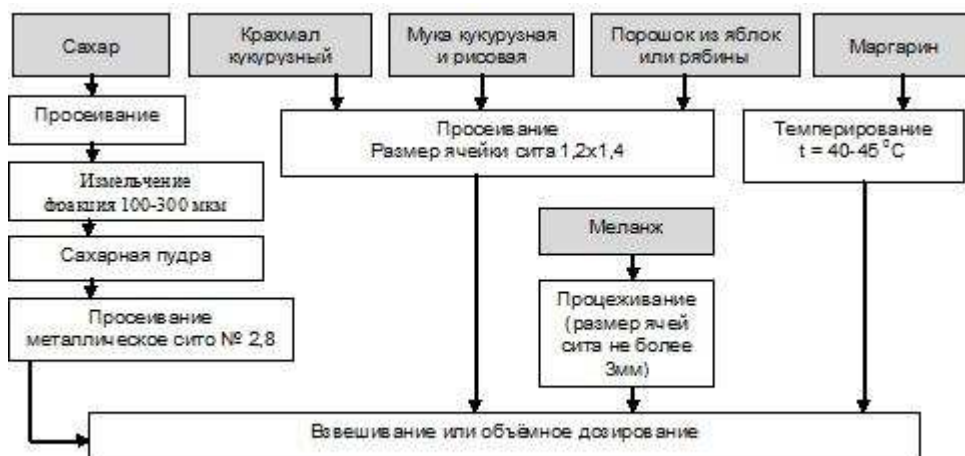 Сахар
Крахмал
кукурузный
Мука кукурузная
и рисовая
Порошок из яблок
или рябины
Маргарин
Просеивание
Просеивание
Размер ячейки сита 1,2х1,4
Темперирование
t = 40-45 °C
Измельчение
фракция 100-300 мкм
Меланж
Сахарная пудра
Процеживание
(размер ячей
сита не более
3мм)
Просеивание
металлическое сито № 2,8
Взвешивание или объёмное дозирование